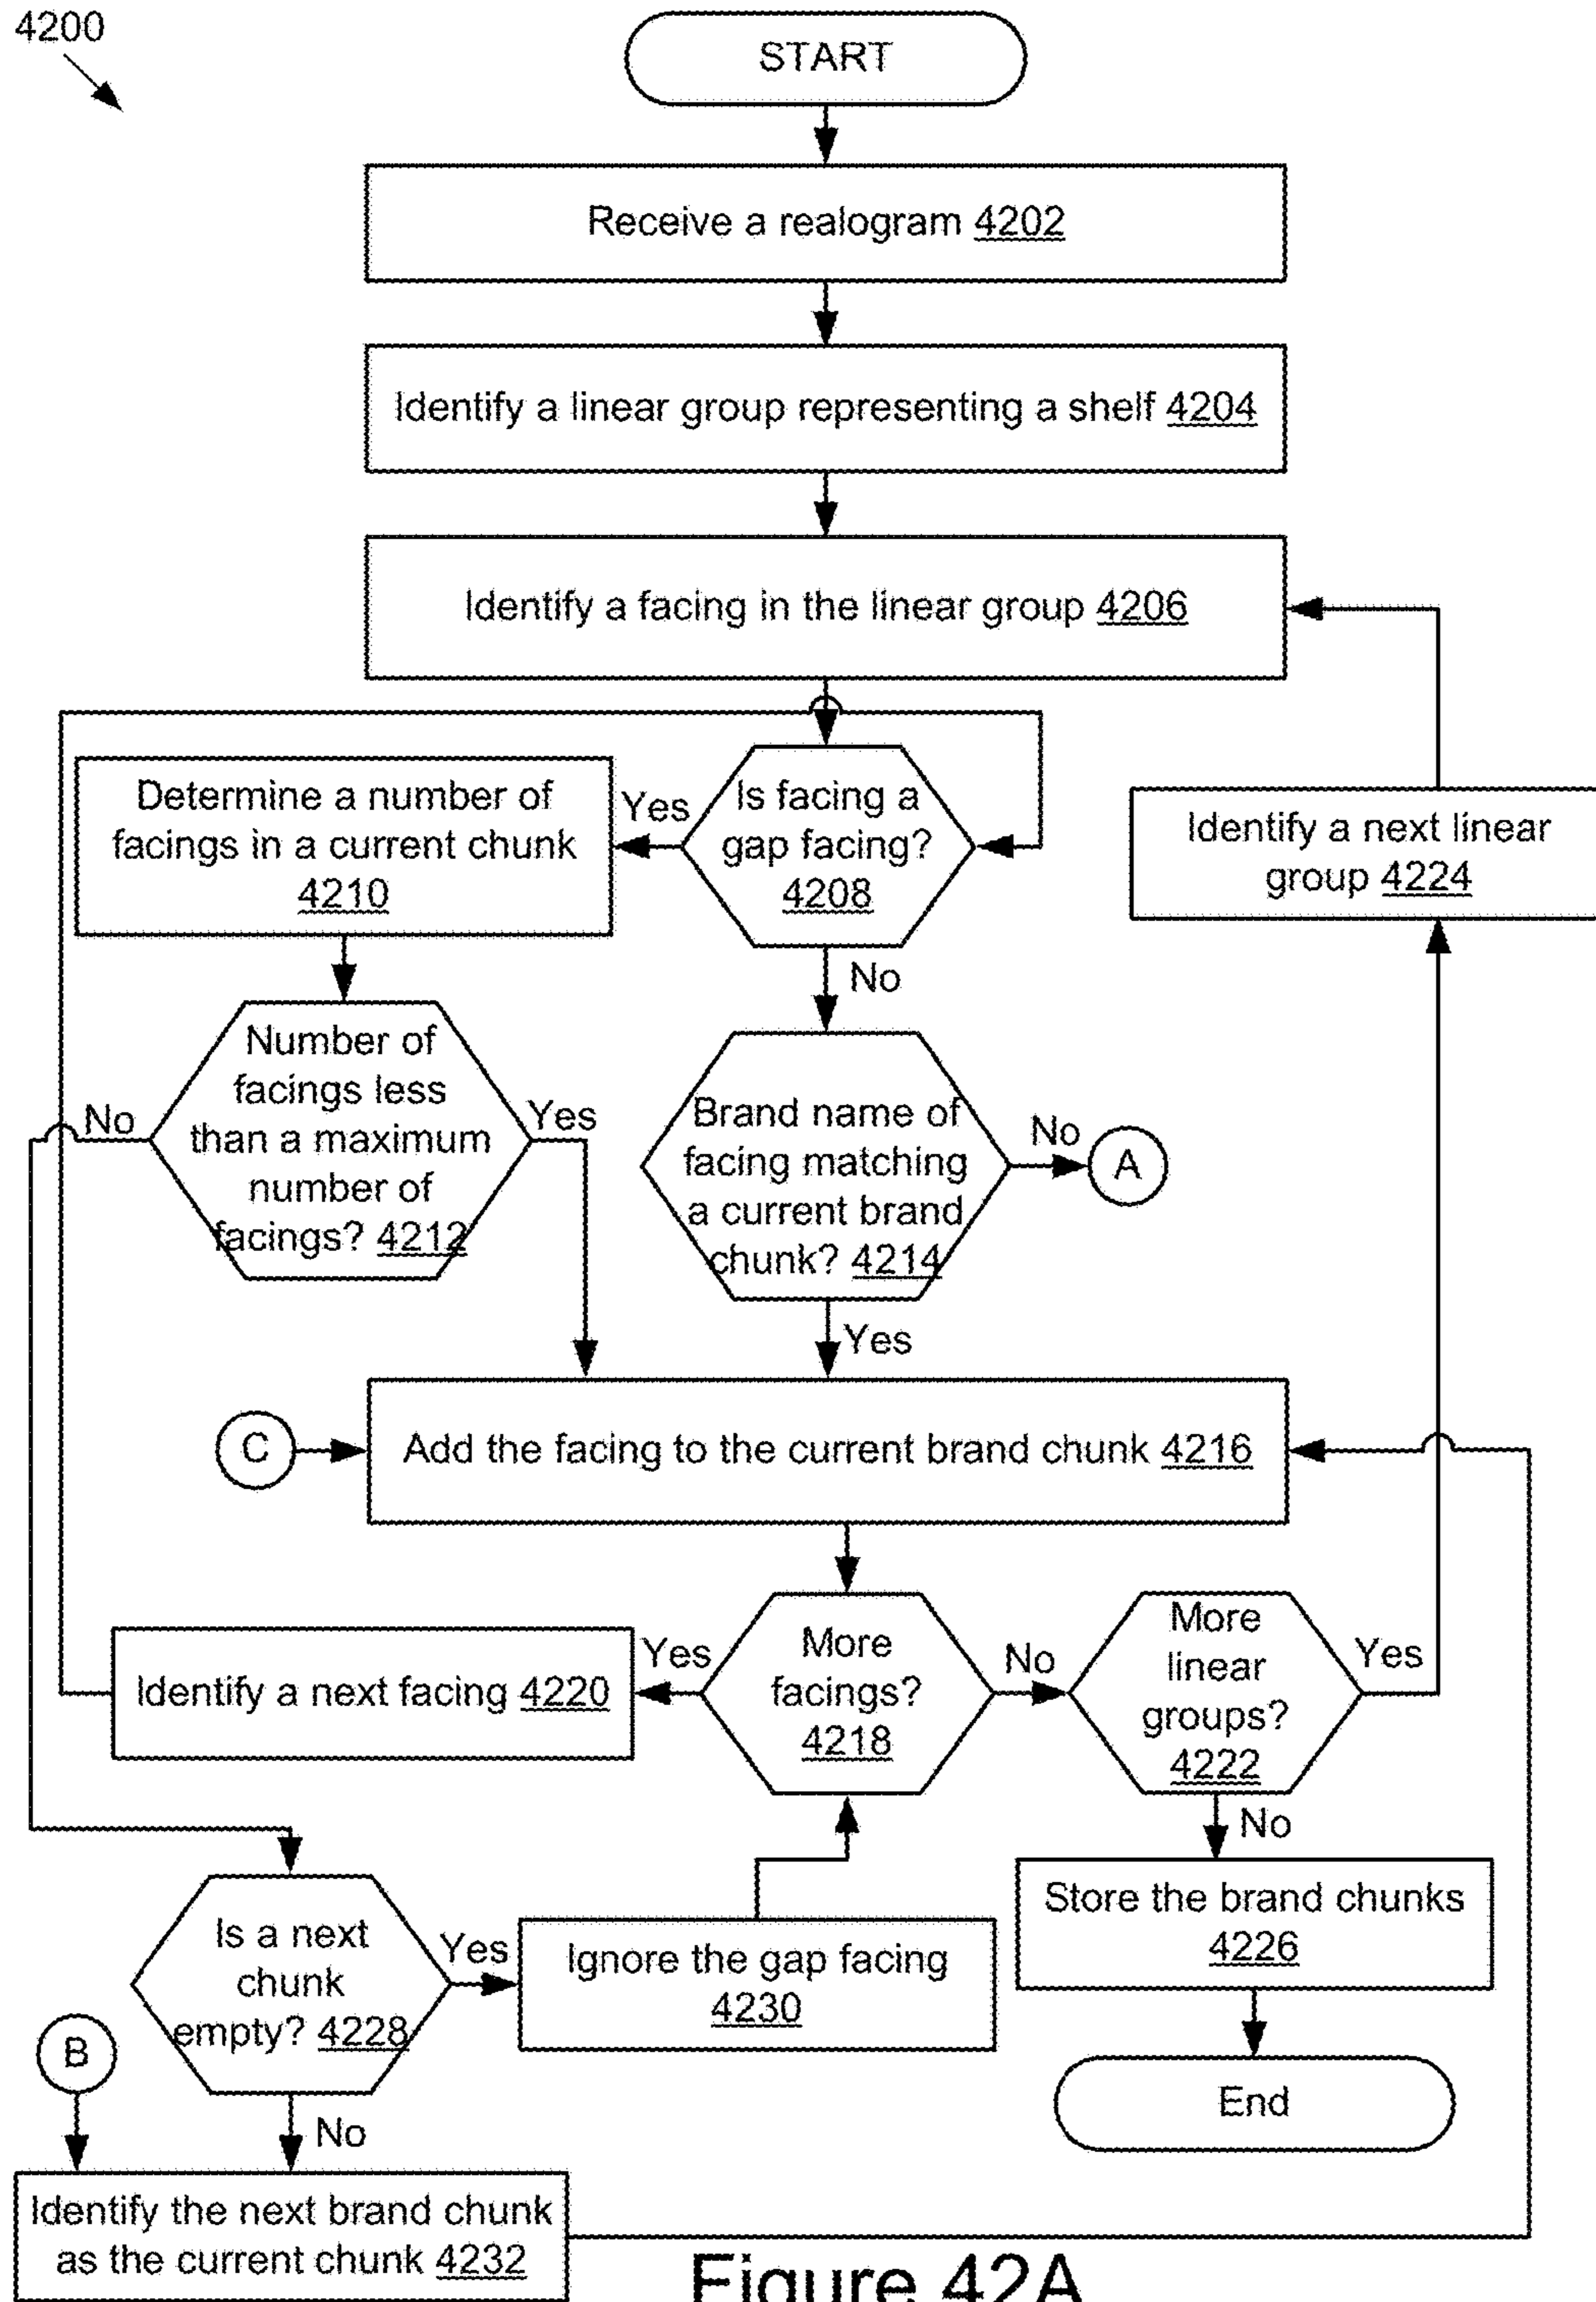 4200
START
Receive a realogram 4202
Identify a linear group representing a shelf 4204
Identify a facing in the linear group 4206
Determine a number of
facings in a current chunk
4210
Yes
Is facing a
gap facing?
4208
Identify a next linear
group 4224
No
Number of
facings less
than a maximum
number of
facings? 4212
No
Yes
Brand name of
facing matching
a current brand
chunk? 4214
No
A
Yes
C
Add the facing to the current brand chunk 4216
Identify a next facing 4220
Yes
More
facings?
4218
No
More
linear
groups?
4222
Yes
No
Is a next
chunk
empty? 4228
Yes
Ignore the gap facing
4230
Store the brand chunks
4226
B
No
End
Identify the next brand chunk
as the current chunk 4232
Figure 42A